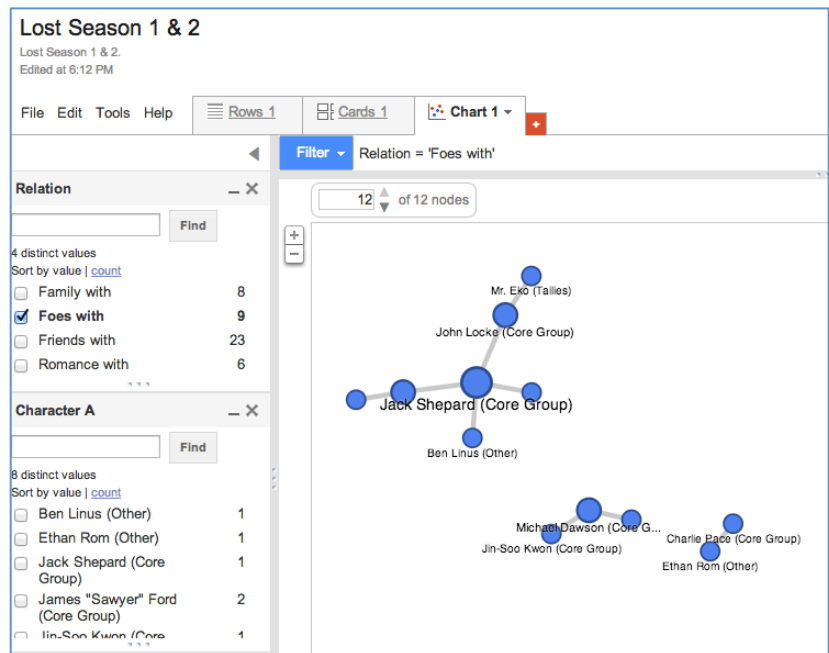 Lost Season 1 & 2
Lost Season 1 & 2.
Edited at 6:12 PM
File Edit Tools Help
Rows 1
Cards 1
Chart 1
+
Filter
Relation = 'Foes with'
Relation
Find
4 distinct values
Sort by value | count
Family with 8
Foes with 9
Friends with 23
Romance with 6
Character A
Find
8 distinct values
Sort by value | count
Ben Linus (Other) 1
Ethan Rom (Other) 1
Jack Shepard (Core 1
Group)
James "Sawyer" Ford 2
(Core Group)
Jin-Soo Kwon (Core 1
12 of 12 nodes
+
−
Mr. Eko (Tailies)
John Locke (Core Group)
Jack Shepard (Core Group)
Ben Linus (Other)
Michael Dawson (Core G...
Jin-Soo Kwon (Core Group)
Charlie Pace (Core Group)
Ethan Rom (Other)